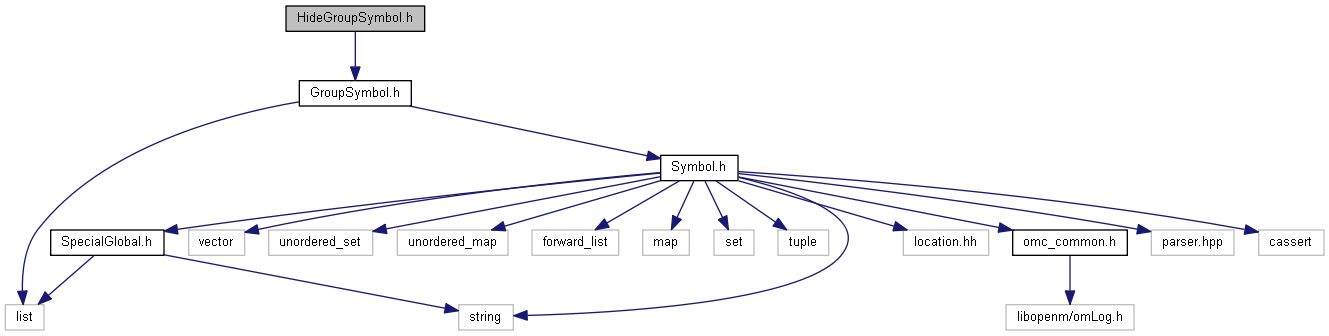 HideGroupSymbol.h
GroupSymbol.h
Symbol.h
SpecialGlobal.h
vector
unordered_set
unordered_map
forward_list
map
set
tuple
location.hh
omc_common.h
parser.hpp
cassert
list
string
libopenm/omLog.h